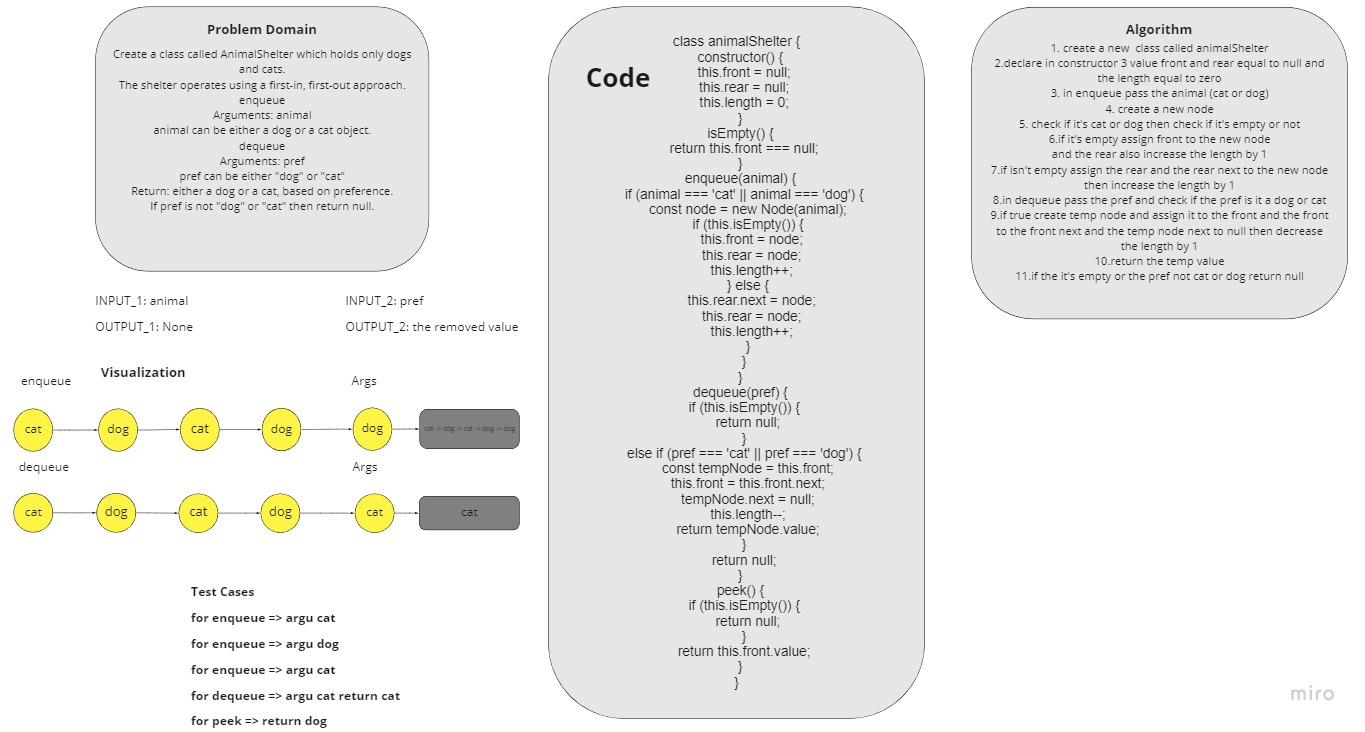 Problem Domain
Create a class called AnimalShelter which holds only dogs
and cats.
The shelter operates using a first-in, first-out approach.
enqueue
Arguments: animal
animal can be either a dog or a cat object.
dequeue
Arguments: pref
pref can be either "dog" or "cat"
Return: either a dog or a cat, based on preference.
If pref is not "dog" or "cat" then return null.
INPUT_1: animal
INPUT_2: pref
OUTPUT_1: None
OUTPUT_2: the removed value
Visualization
enqueue
Args
cat
dog
cat
dog
dog
cat -> dog -> cat -> dog -> dog
dequeue
Args
cat
dog
cat
dog
cat
cat
Test Cases
for enqueue => argu cat
for enqueue => argu dog
for enqueue => argu cat
for dequeue => argu cat return cat
for peek => return dog
Code
class animalShelter {
constructor() {
this.front = null;
this.rear = null;
this.length = 0;
}
isEmpty() {
return this.front === null;
}
enqueue(animal) {
if (animal === 'cat' || animal === 'dog') {
const node = new Node(animal);
if (this.isEmpty()) {
this.front = node;
this.rear = node;
this.length++;
} else {
this.rear.next = node;
this.rear = node;
this.length++;
}
}
}
dequeue(pref) {
if (this.isEmpty()) {
return null;
}
else if (pref === 'cat' || pref === 'dog') {
const tempNode = this.front;
this.front = this.front.next;
tempNode.next = null;
this.length--;
return tempNode.value;
}
return null;
}
peek() {
if (this.isEmpty()) {
return null;
}
return this.front.value;
}
}
Algorithm
1. create a new class called animalShelter
2.declare in constructor 3 value front and rear equal to null and
the length equal to zero
3. in enqueue pass the animal (cat or dog)
4. create a new node
5. check if it's cat or dog then check if it's empty or not
6.if it's empty assign front to the new node
and the rear also increase the length by 1
7.if isn't empty assign the rear and the rear next to the new node
then increase the length by 1
8.in dequeue pass the pref and check if the pref is it a dog or cat
9.if true create temp node and assign it to the front and the front
to the front next and the temp node next to null then decrease
the length by 1
10.return the temp value
11.if the it's empty or the pref not cat or dog return null
miro